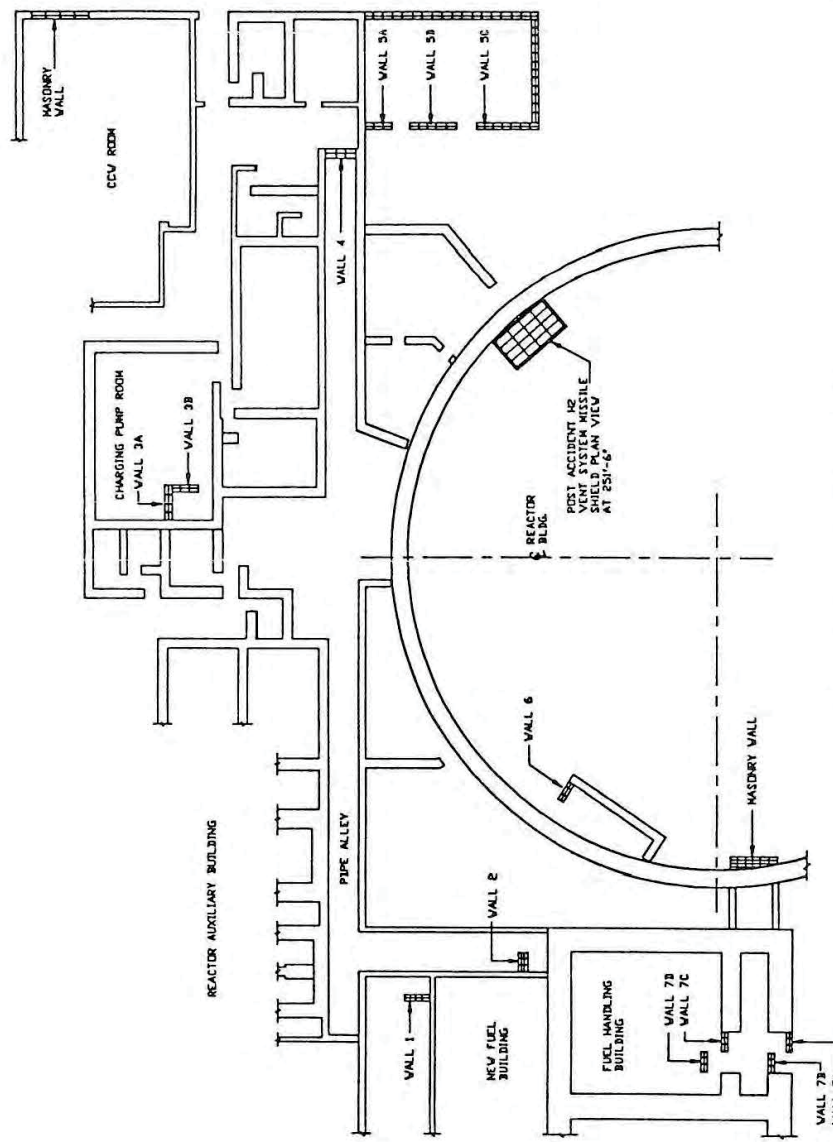 MASONRY
WALL
CCW ROOM
WALL 5A
WALL 5B
WALL 5C
WALL 4
CHARGING PUMP ROOM
WALL 3A
WALL 3B
POST ACCIDENT H2
VENT SYSTEM MISSILE
SHIELD PLAN VIEW
AT 251'-6"
REACTOR
BLDG.
REACTOR AUXILIARY BUILDING
PIPE ALLEY
WALL 6
MASONRY WALL
WALL 2
WALL 1
NEW FUEL
BUILDING
FUEL HANDLING
BUILDING
WALL 7D
WALL 7C
WALL 7B